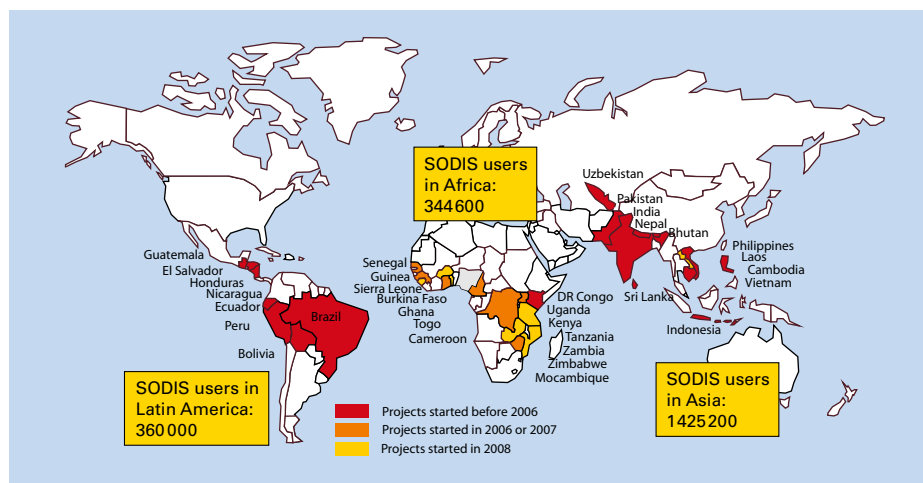 SODIS users
in Africa:
344600
Uzbekistan
Pakistan
India
Nepal
Bhutan
Philippines
Laos
Cambodia
Vietnam
Sri Lanka
Indonesia
Guatemala
El Salvador
Honduras
Nicaragua
Ecuador
Peru
Brazil
Bolivia
Senegal
Guinea
Sierra Leone
Burkina Faso
Ghana
Togo
Cameroon
DR Congo
Uganda
Kenya
Tanzania
Zambia
Zimbabwe
Mocambique
SODIS users in
Latin America:
360000
SODIS users
in Asia:
1425200
Projects started before 2006
Projects started in 2006 or 2007
Projects started in 2008